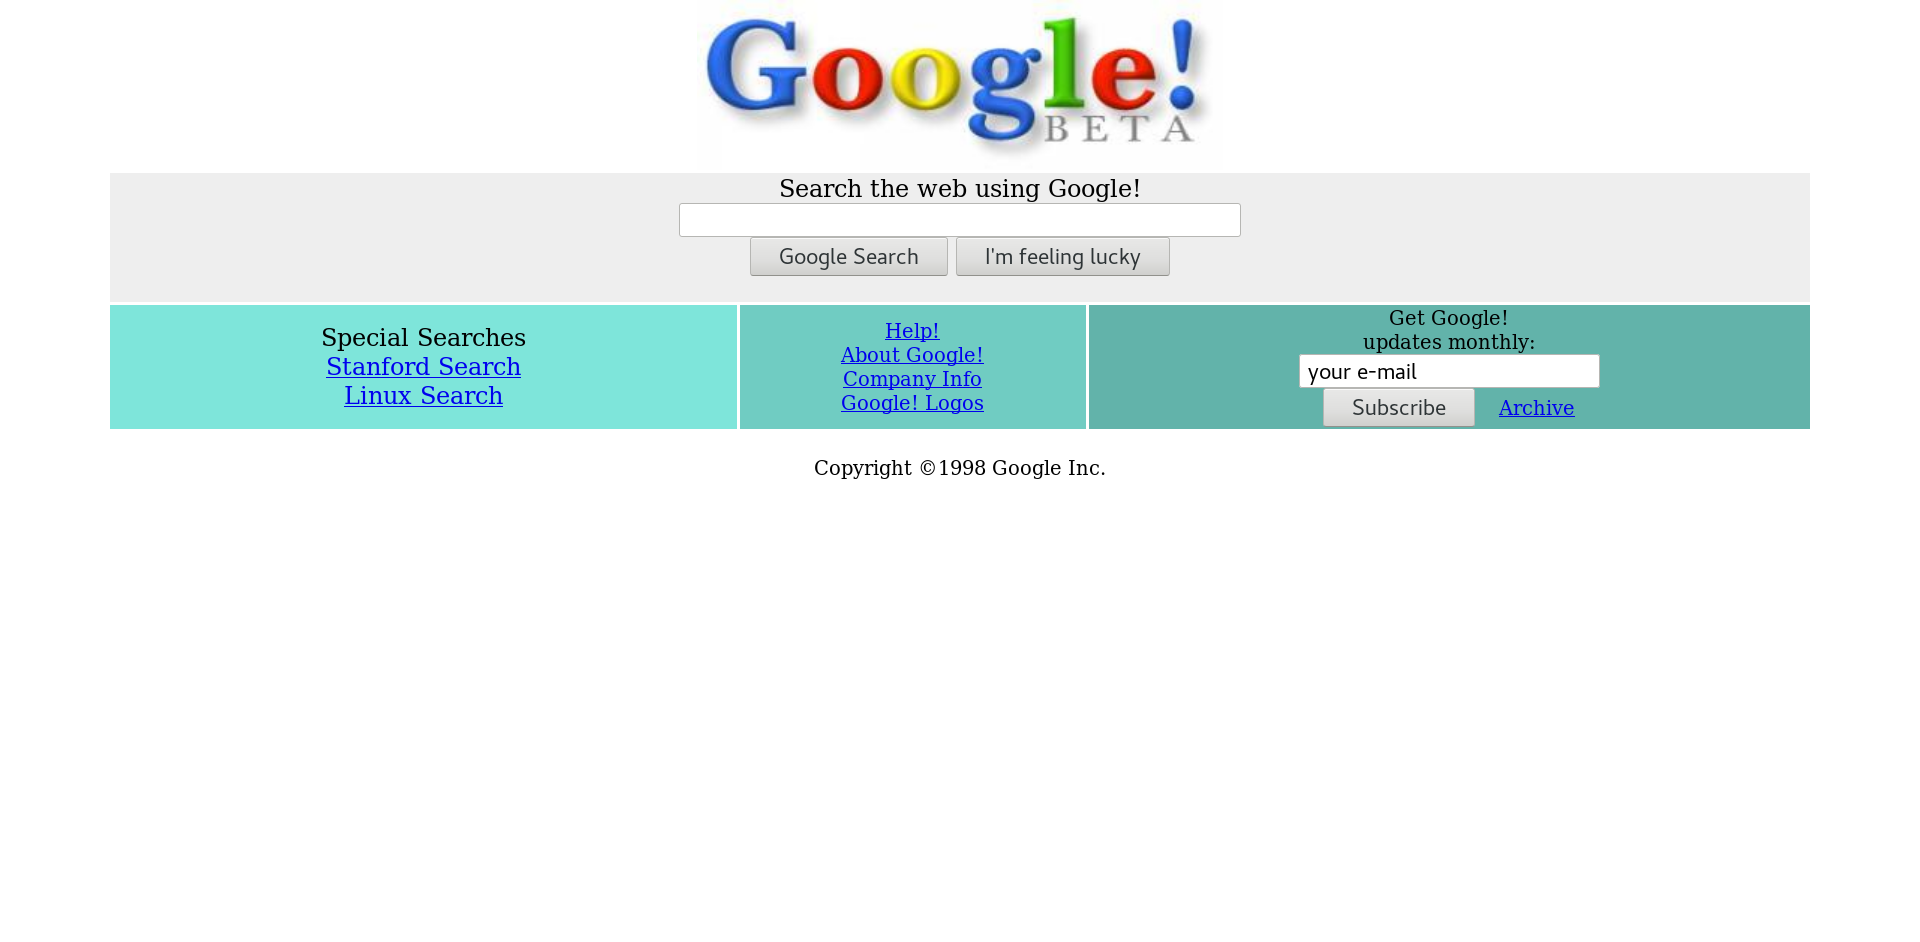 Google!
BETA
Search the web using Google!
Google Search I'm feeling lucky
Special Searches
Stanford Search
Linux Search
Help!
About Google!
Company Info
Google! Logos
Get Google!
updates monthly:
your e-mail
Subscribe Archive
Copyright ©1998 Google Inc.